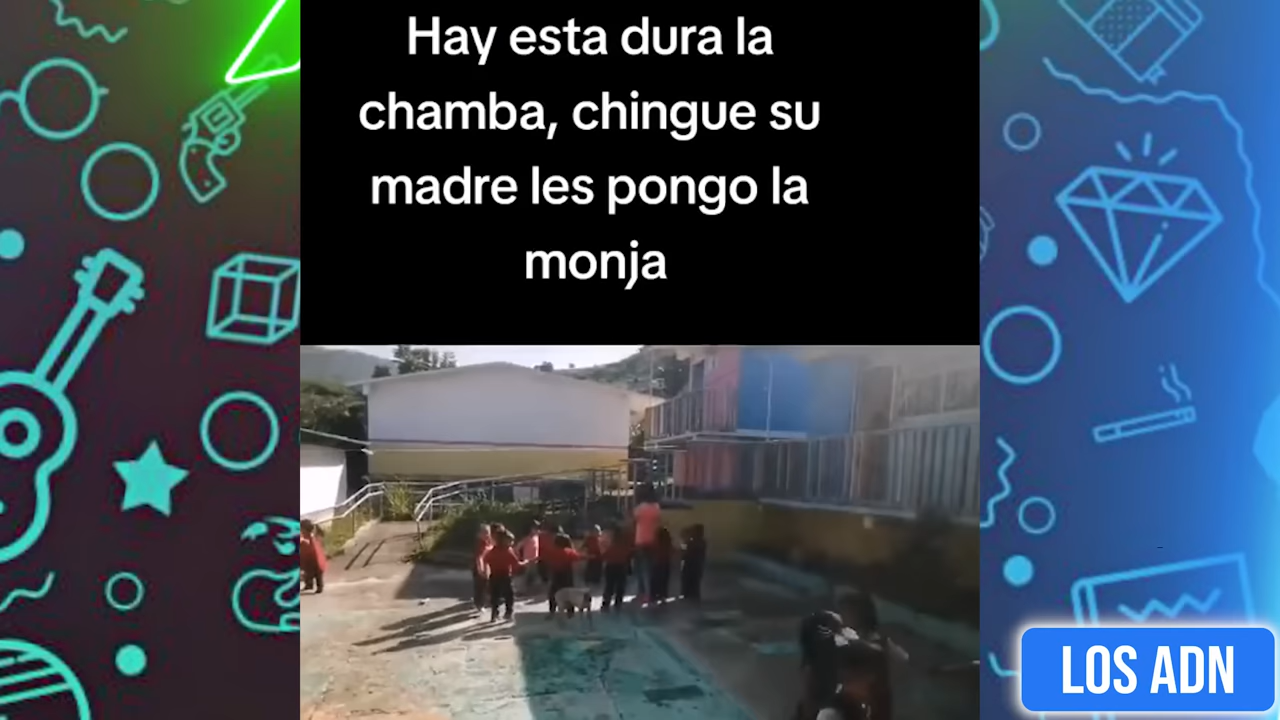 Hay esta dura la
chamba, chingue su
madre les pongo la
monja
LOS ADN